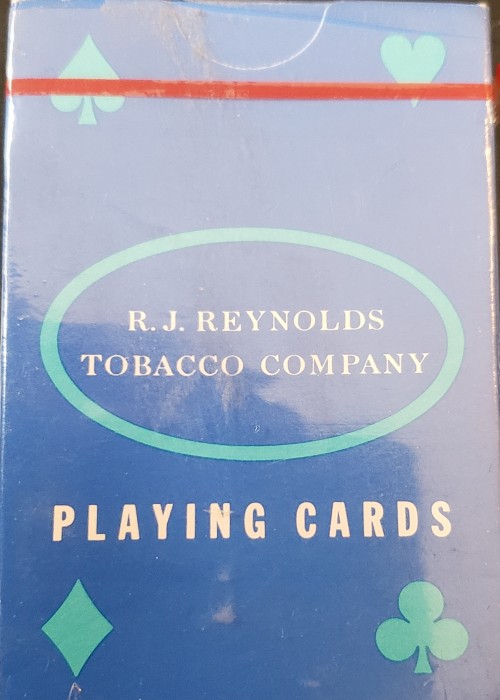 R. J. REYNOLDS
TOBACCO COMPANY
PLAYING CARDS